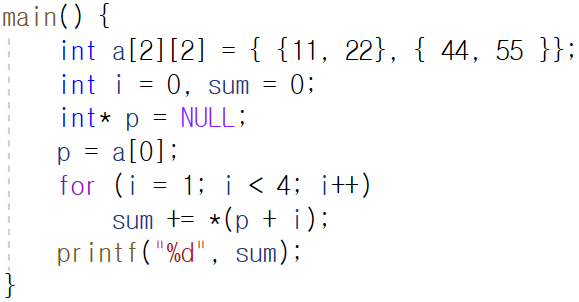 main() {
    int a[2][2] = { {11, 22}, { 44, 55 }};
    int i = 0, sum = 0;
    int* p = NULL;
    p = a[0];
    for (i = 1; i < 4; i++)
        sum += *(p + i);
    printf("%d", sum);
}